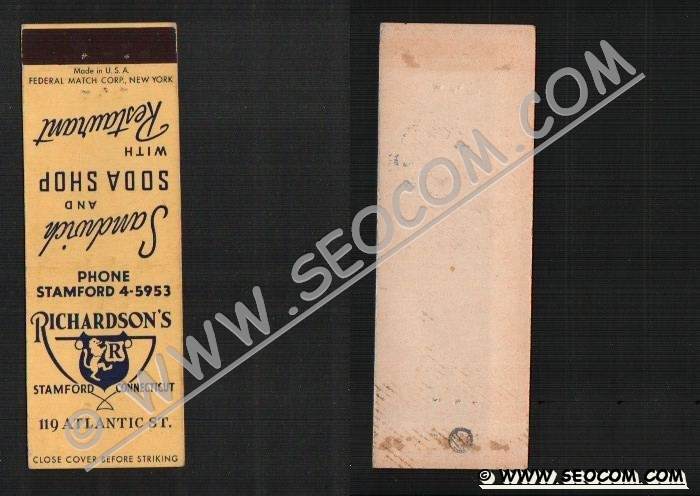 Made in U. S. A.
FEDERAL MATCH CORP., NEW YORK
Sandwich
AND
SODA SHOP
WITH
Restaurant
PHONE
STAMFORD 4-5953
RICHARDSON'S
R
STAMFORD CONNECTICUT
119 ATLANTIC ST.
CLOSE COVER BEFORE STRIKING
© WWW.SEOCOM.COM
© WWW.SEOCOM.COM